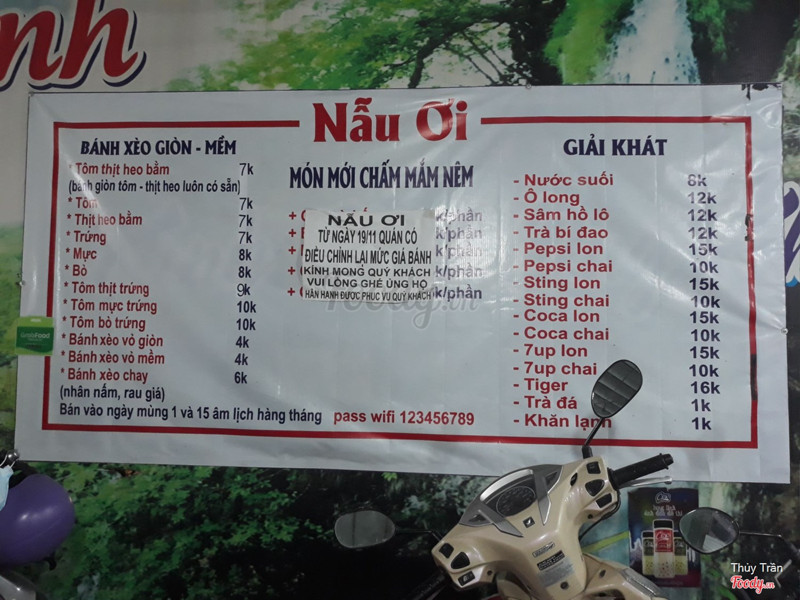 nh
Nẫu Ơi
BÁNH XÈO GIÒN - MỀM
* Tôm thịt heo bằm 7k
(bánh giòn tôm - thịt heo luôn có sẵn)
* Tôm 7k
* Thịt heo bằm 7k
* Trứng 7k
* Mực 8k
* Bò 8k
* Tôm thịt trứng 9k
* Tôm mực trứng 10k
* Tôm bò trứng 10k
* Bánh xèo vỏ giòn 4k
* Bánh xèo vỏ mềm 4k
* Bánh xèo chay 6k
(nhân nấm, rau giá)
Bán vào ngày mùng 1 và 15 âm lịch hàng tháng pass wifi 123456789
MÓN MỚI CHẤM MẮM NÊM
k/phần
k/phần
k/phần
k/phần
k/phần
NẪU ƠI
TỪ NGÀY 19/11 QUÁN CÓ
ĐIỀU CHỈNH LẠI MỨC GIÁ BÁNH
KÍNH MONG QUÝ KHÁCH
VUI LÒNG GHÉ ỦNG HỘ
HÂN HẠNH ĐƯỢC PHỤC VỤ QUÝ KHÁCH
GIẢI KHÁT
- Nước suối 8k
- Ô long 12k
- Sâm hồ lô 12k
- Trà bí đao 12k
- Pepsi lon 15k
- Pepsi chai 10k
- Sting lon 15k
- Sting chai 10k
- Coca lon 15k
- Coca chai 10k
- 7up lon 15k
- 7up chai 10k
- Tiger 16k
- Trà đá 1k
- Khăn lạnh 1k
GrabFood
Foody.vn
Thủy Trần
Foody.vn